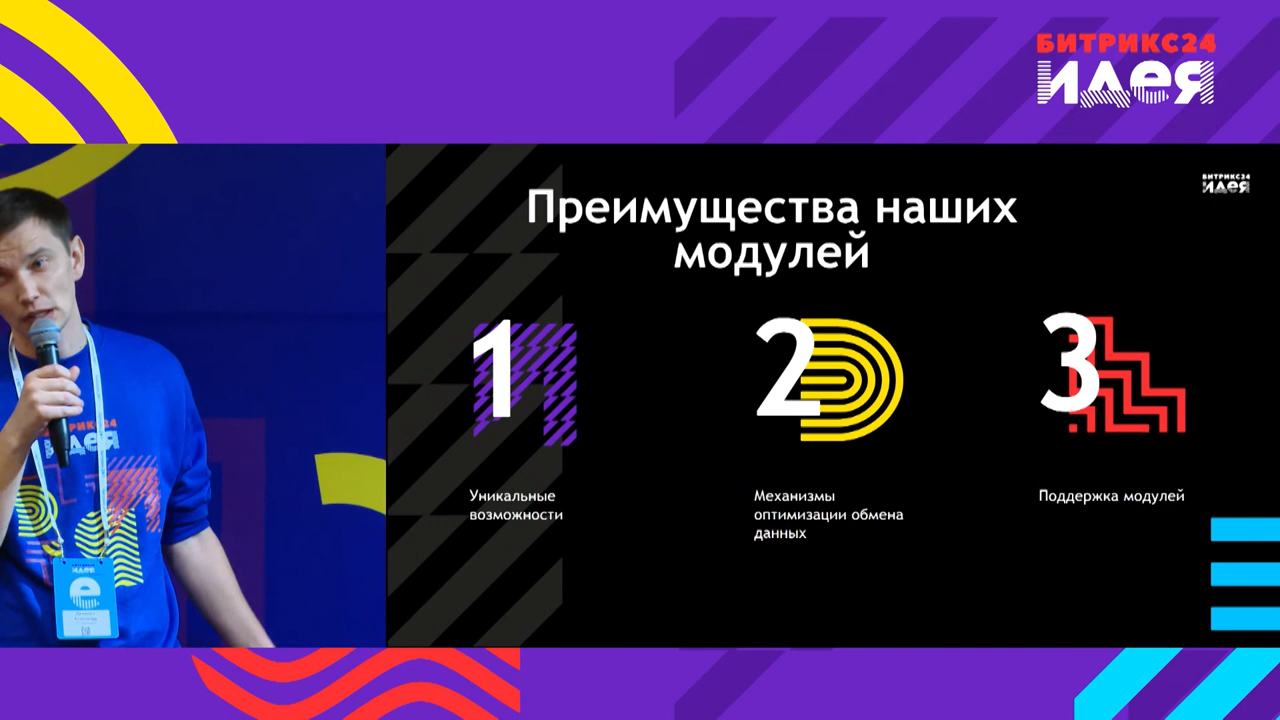 БИТРИКС24
идея
Преимущества наших
модулей
БИТРИКС24
идея
1
2
3
Уникальные
возможности
Механизмы
оптимизации обмена
данных
Поддержка модулей
идея
е